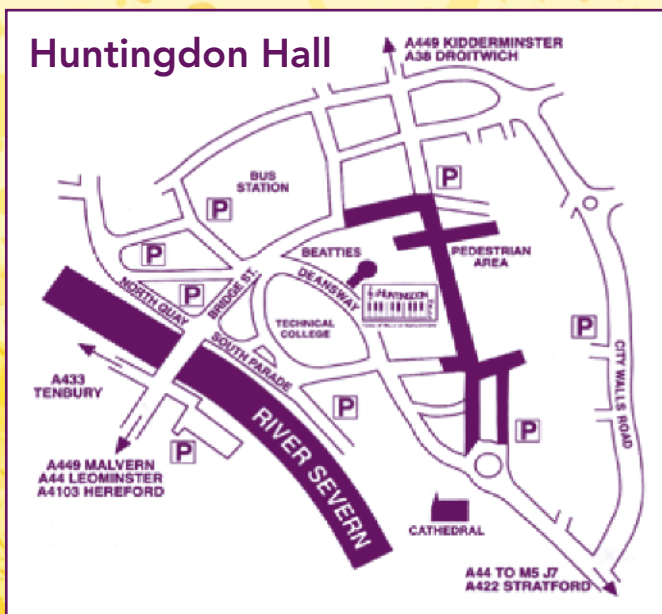 Huntingdon Hall
A449 KIDDERMINSTER
A38 DROITWICH
BUS
STATION
P
P
P
BEATTIES
PEDESTRIAN
AREA
DEANSWAY
HUNTINGDON
NORTH QUAY
BRIDGE ST.
P
TECHNICAL
COLLEGE
P
SOUTH PARADE
CITY WALLS ROAD
A433
TENBURY
P
P
P
RIVER SEVERN
A449 MALVERN
A44 LEOMINSTER
A4103 HEREFORD
CATHEDRAL
A44 TO M5 J7
A422 STRATFORD